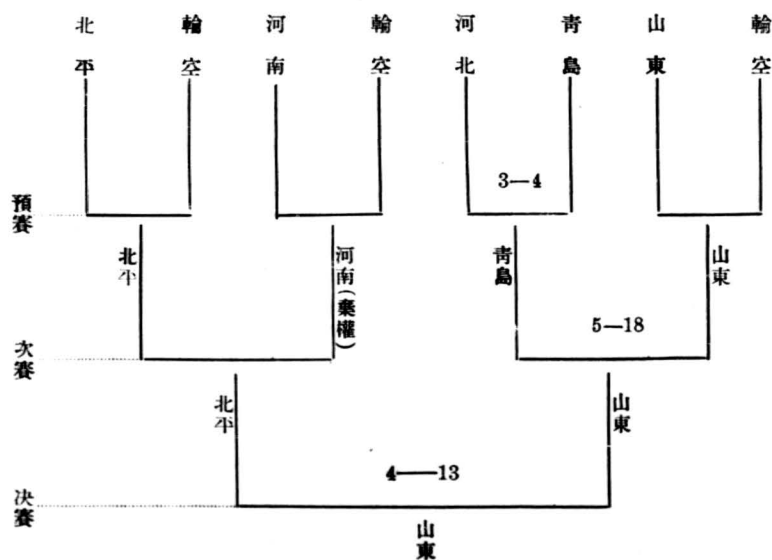 北平
輪空
河南
輪空
河北
青島
山東
輪空
3—4
預賽
北平
河南(棄權)
青島
山東
5—18
次賽
北平
山東
4——13
决賽
山東